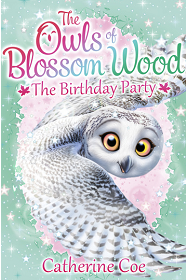 The
Owls of
Blossom Wood
The Birthday Party
Catherine Coe